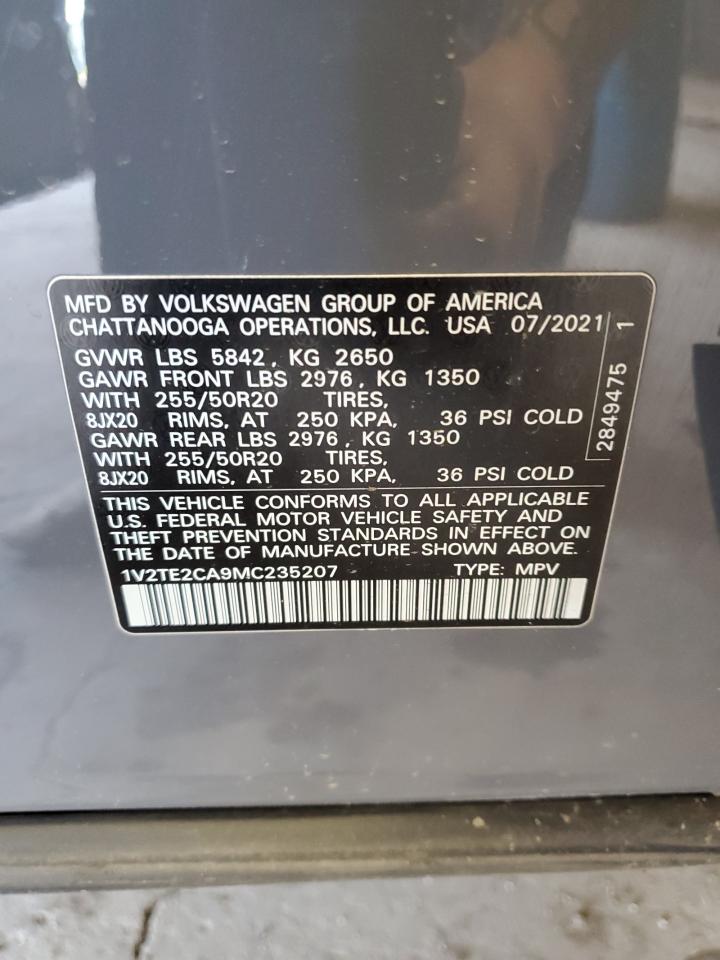 MFD BY VOLKSWAGEN GROUP OF AMERICA
CHATTANOOGA OPERATIONS, LLC. USA 07/2021
GVWR LBS 5842, KG 2650
GAWR FRONT LBS 2976, KG 1350
WITH 255/50R20 TIRES,
8JX20 RIMS, AT 250 KPA, 36 PSI COLD
GAWR REAR LBS 2976, KG 1350
WITH 255/50R20 TIRES,
8JX20 RIMS, AT 250 KPA, 36 PSI COLD
THIS VEHICLE CONFORMS TO ALL APPLICABLE
U.S. FEDERAL MOTOR VEHICLE SAFETY AND
THEFT PREVENTION STANDARDS IN EFFECT ON
THE DATE OF MANUFACTURE SHOWN ABOVE.
1V2TE2CA9MC235207 TYPE: MPV
2849475 1